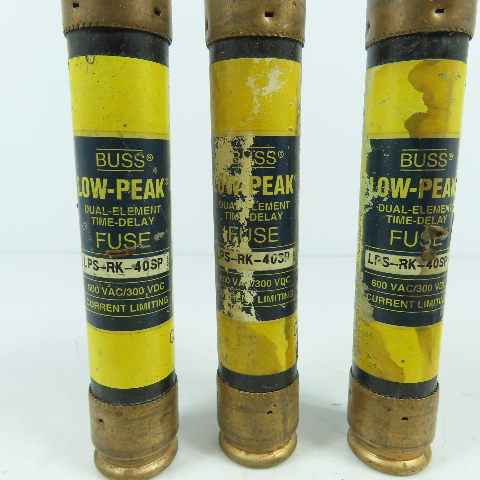 BUSS®
LOW-PEAK®
DUAL-ELEMENT
TIME-DELAY
FUSE
LPS-RK-40SP
600 VAC/300 VDC
CURRENT LIMITING
BUSS®
LOW-PEAK
DUAL-ELEMENT
TIME-DELAY
FUSE
LPS-RK-40SP
600 VAC/300 VDC
CURRENT LIMITING
BUSS®
LOW-PEAK
DUAL-ELEMENT
TIME-DELAY
FUSE
LPS-RK-40SP
600 VAC/300 VDC
CURRENT LIMITING